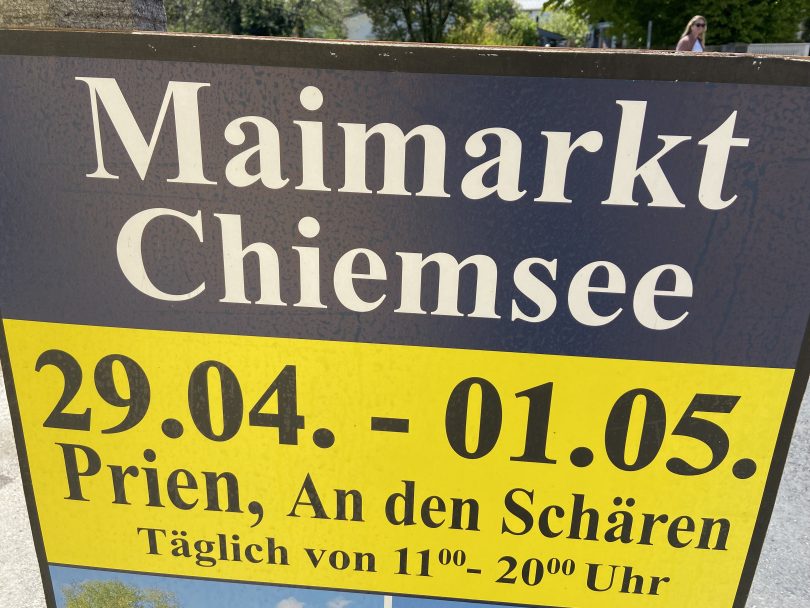 Maimarkt
Chiemsee
29.04. - 01.05.
Prien, An den Schären
Täglich von 11⁰⁰- 20⁰⁰ Uhr